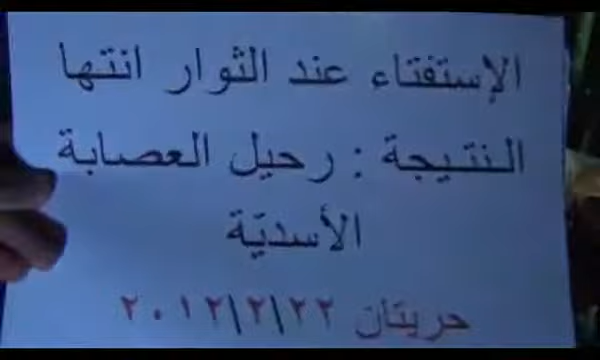 الإستفتاء عند الثوار انتها
النتيجة : رحيل العصابة
الأسديّة
حريتان ٢٢\٢\٢٠١٢